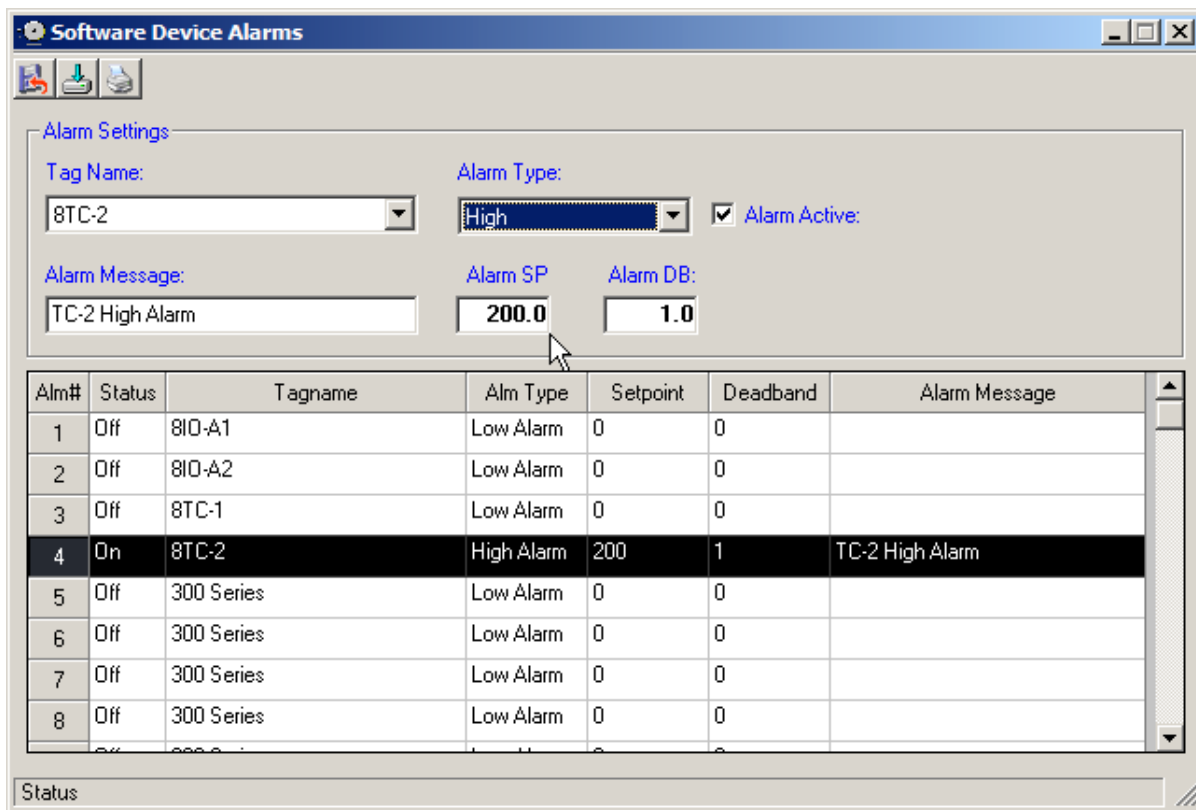 Software Device Alarms
Alarm Settings
Tag Name: Alarm Type:
8TC-2 High Alarm Active:
Alarm Message: Alarm SP Alarm DB:
TC-2 High Alarm 200.0 1.0
Alm# Status Tagname Alm Type Setpoint Deadband Alarm Message
1 Off 8IO-A1 Low Alarm 0 0
2 Off 8IO-A2 Low Alarm 0 0
3 Off 8TC-1 Low Alarm 0 0
4 On 8TC-2 High Alarm 200 1 TC-2 High Alarm
5 Off 300 Series Low Alarm 0 0
6 Off 300 Series Low Alarm 0 0
7 Off 300 Series Low Alarm 0 0
8 Off 300 Series Low Alarm 0 0
Status